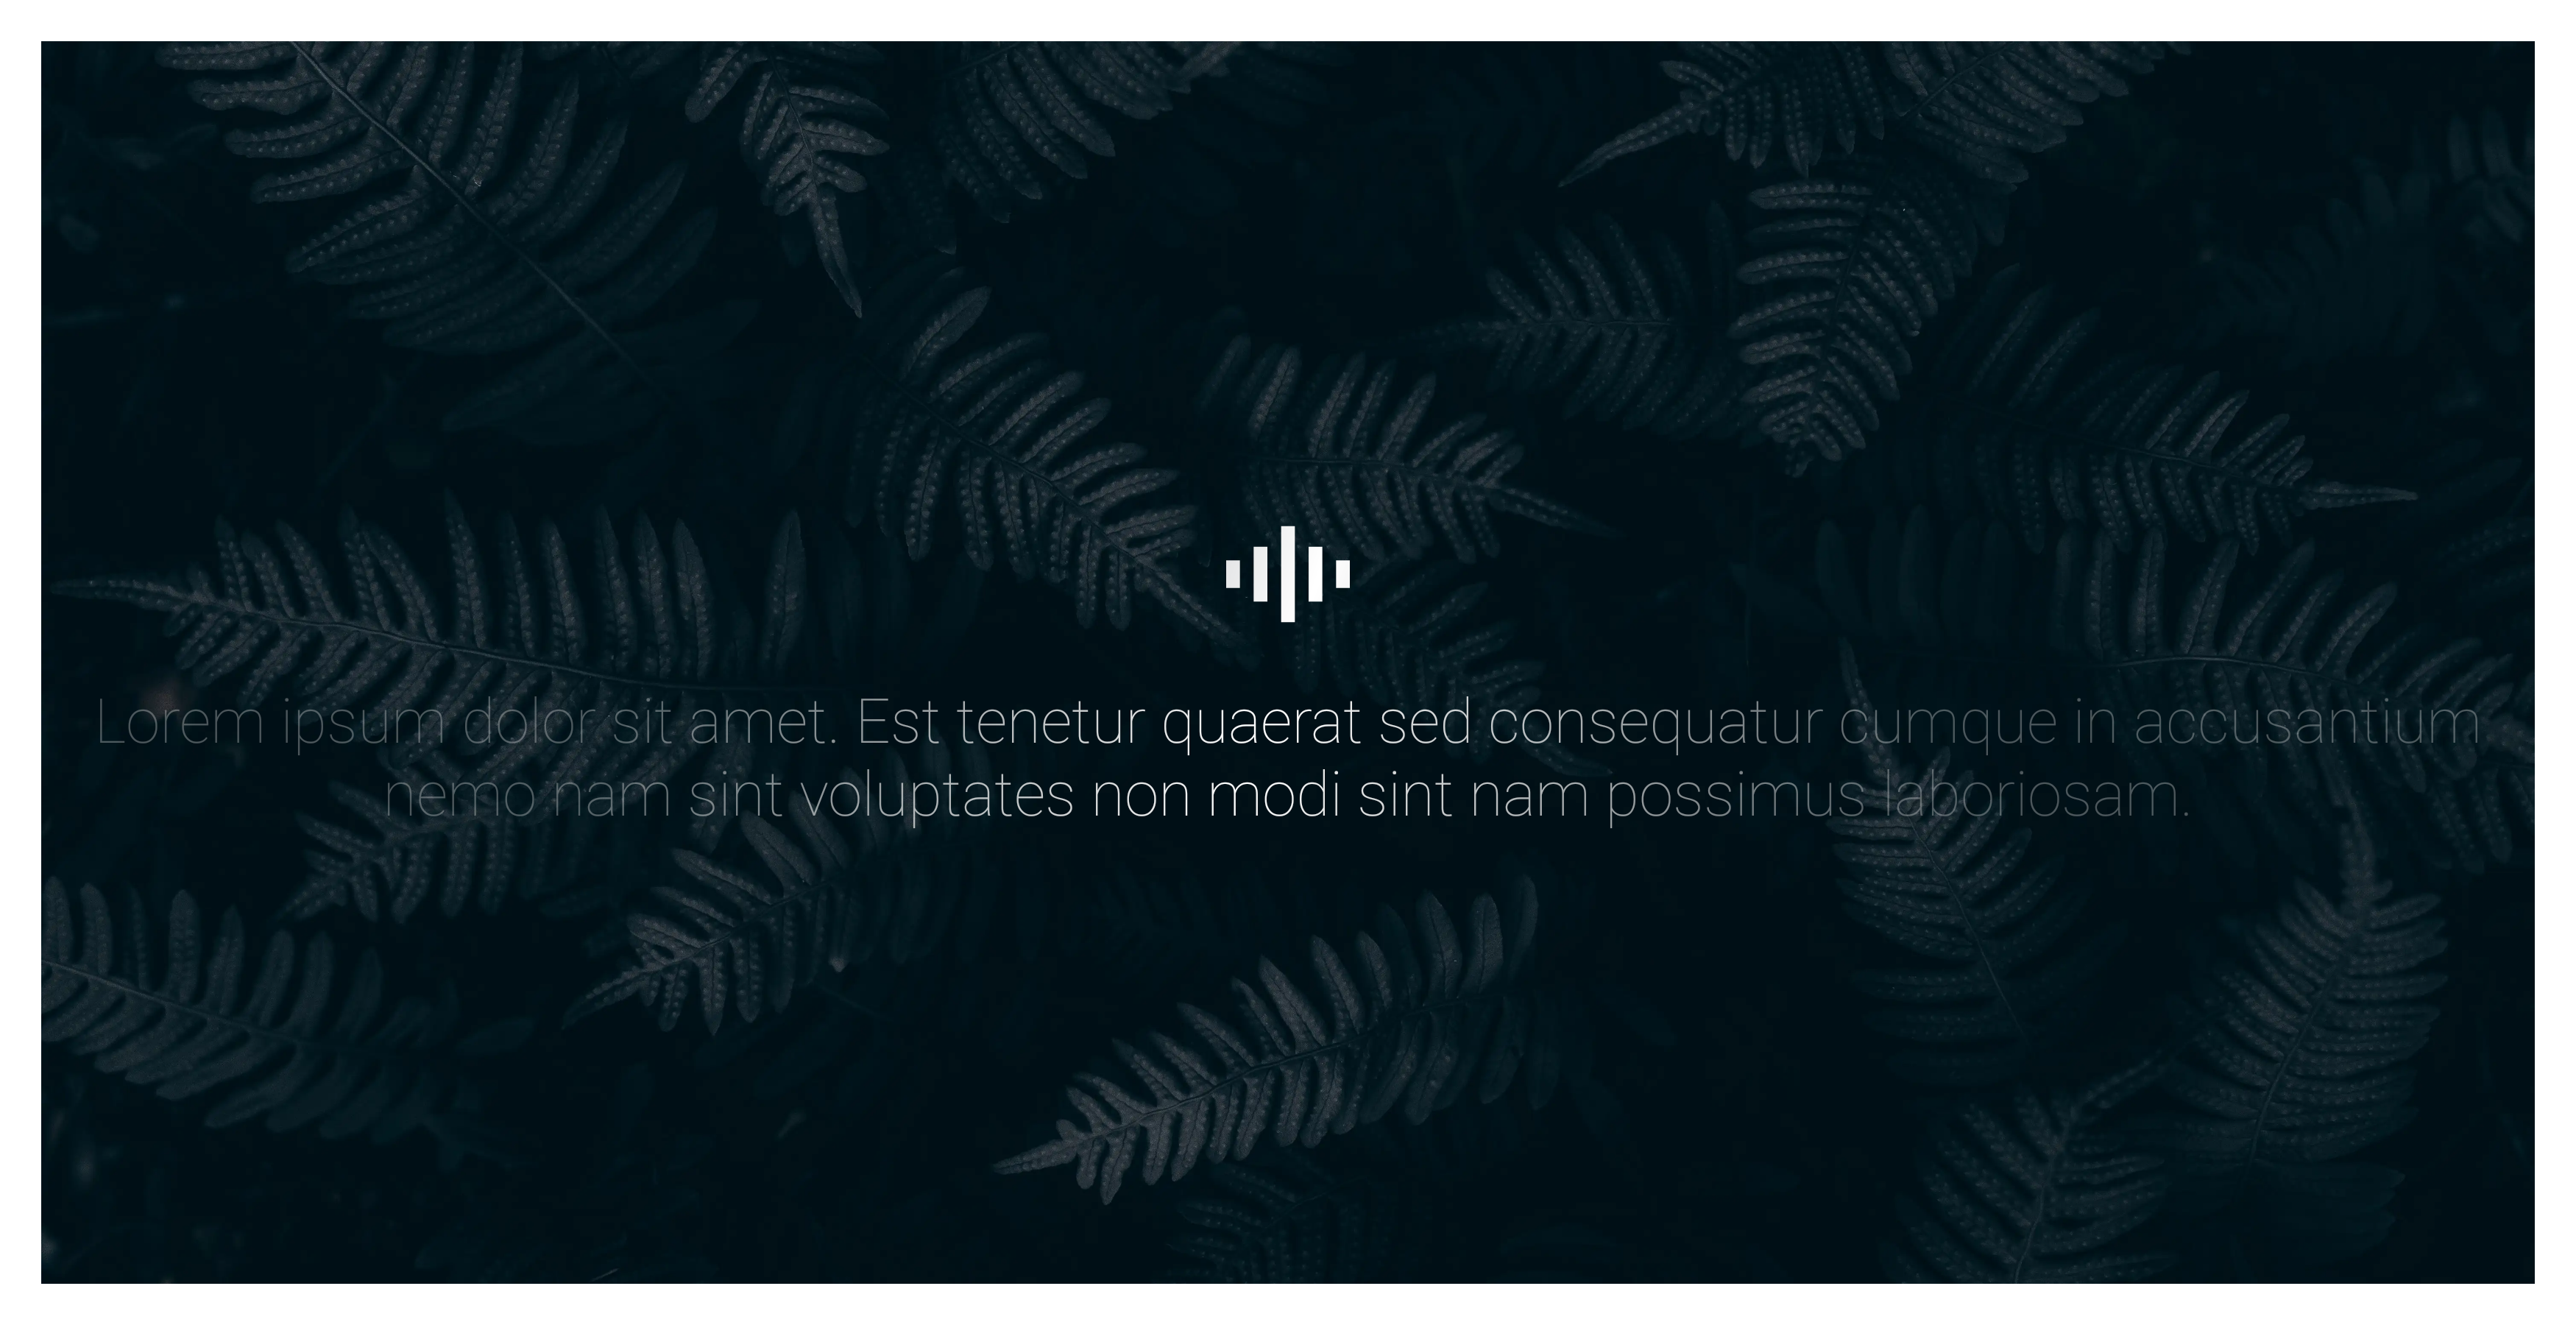 Lorem ipsum dolor sit amet. Est tenetur quaerat sed consequatur cumque in accusantium
nemo nam sint voluptates non modi sint nam possimus laboriosam.